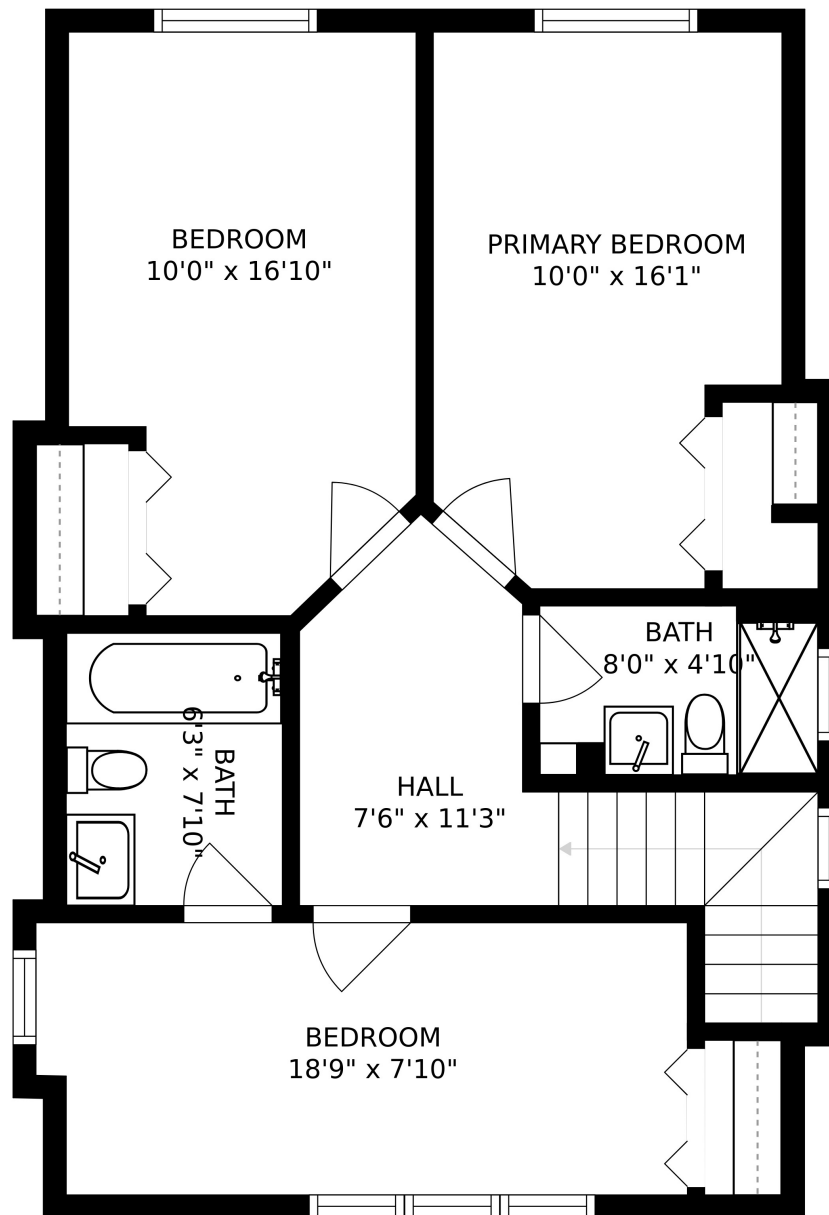 BEDROOM
10'0" x 16'10"
PRIMARY BEDROOM
10'0" x 16'1"
BATH
8'0" x 4'10"
BATH
6'3" x 7'10"
HALL
7'6" x 11'3"
BEDROOM
18'9" x 7'10"